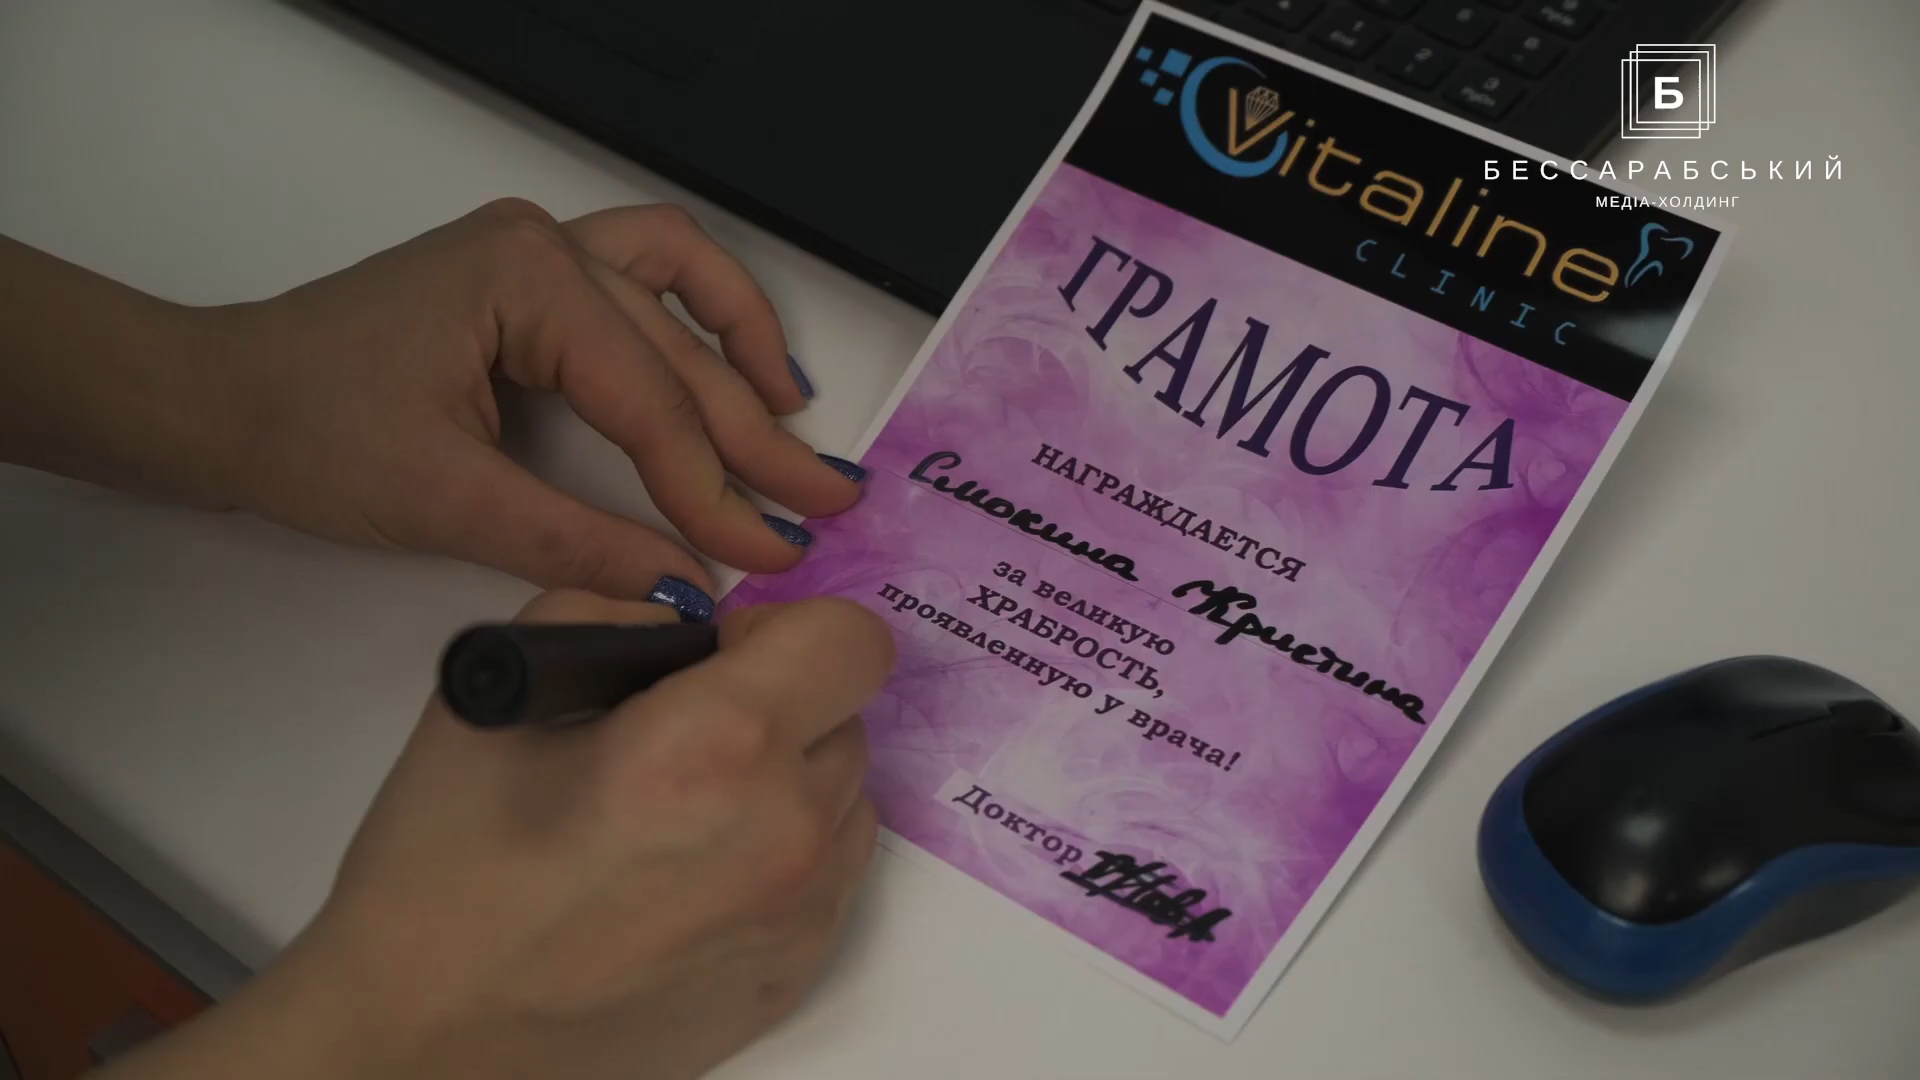 Vitaline
CLINIC
ГРАМОТА
НАГРАЖДАЕТСЯ
Смокина Кристина
за великую
ХРАБРОСТЬ,
проявленную у врача!
Доктор
Б
БЕССАРАБСЬКИЙ
МЕДІА-ХОЛДИНГ